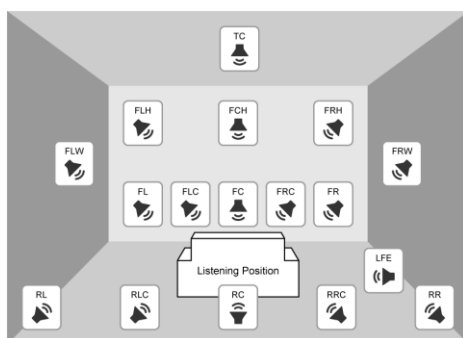 TC
FLH
FCH
FRH
FLW
FRW
FL
FLC
FC
FRC
FR
LFE
Listening Position
RL
RLC
RC
RRC
RR